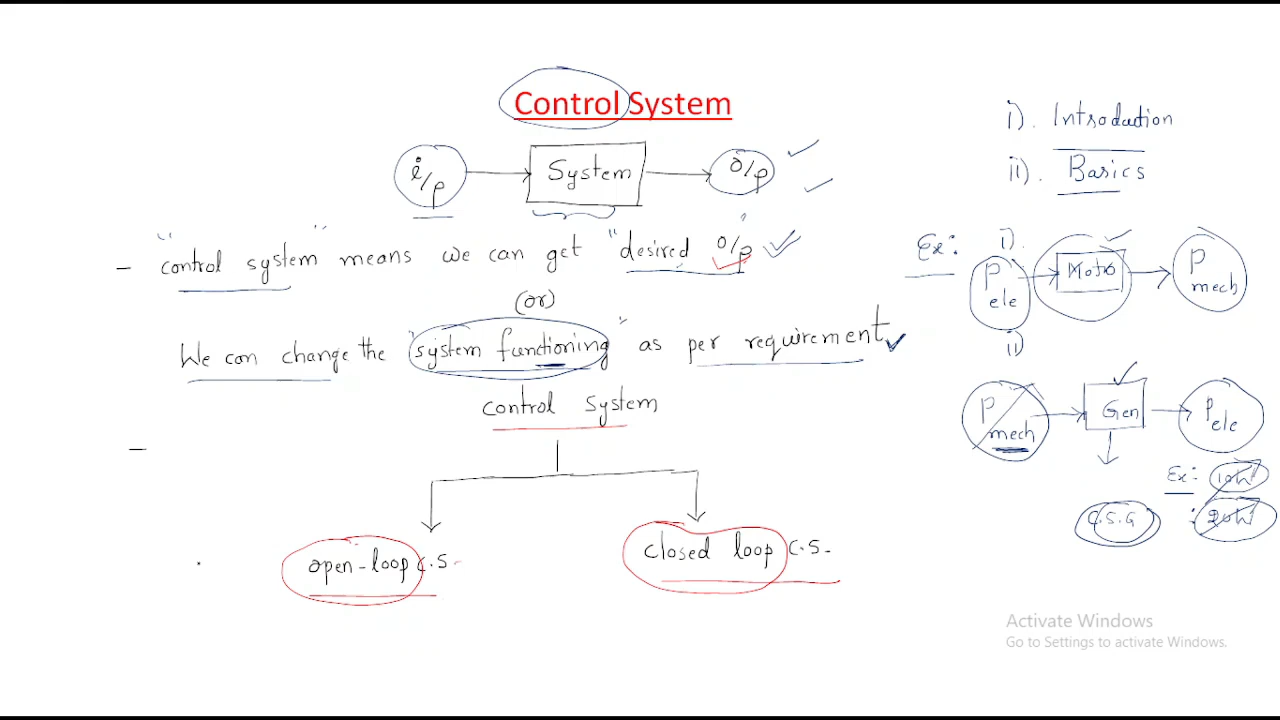 Control System
i/p System o/p
- "control system" means we can get "desired o/p"
(or)
We can change the "system functioning" as per requirement
control system
-
open-loop C.S
closed loop C.S.
i). Introduction
ii). Basics
Ex: i).
P ele Motor P mech
ii)
P mech Gen P ele
Ex: 10W
C.S.G : 20W
Activate Windows
Go to Settings to activate Windows.